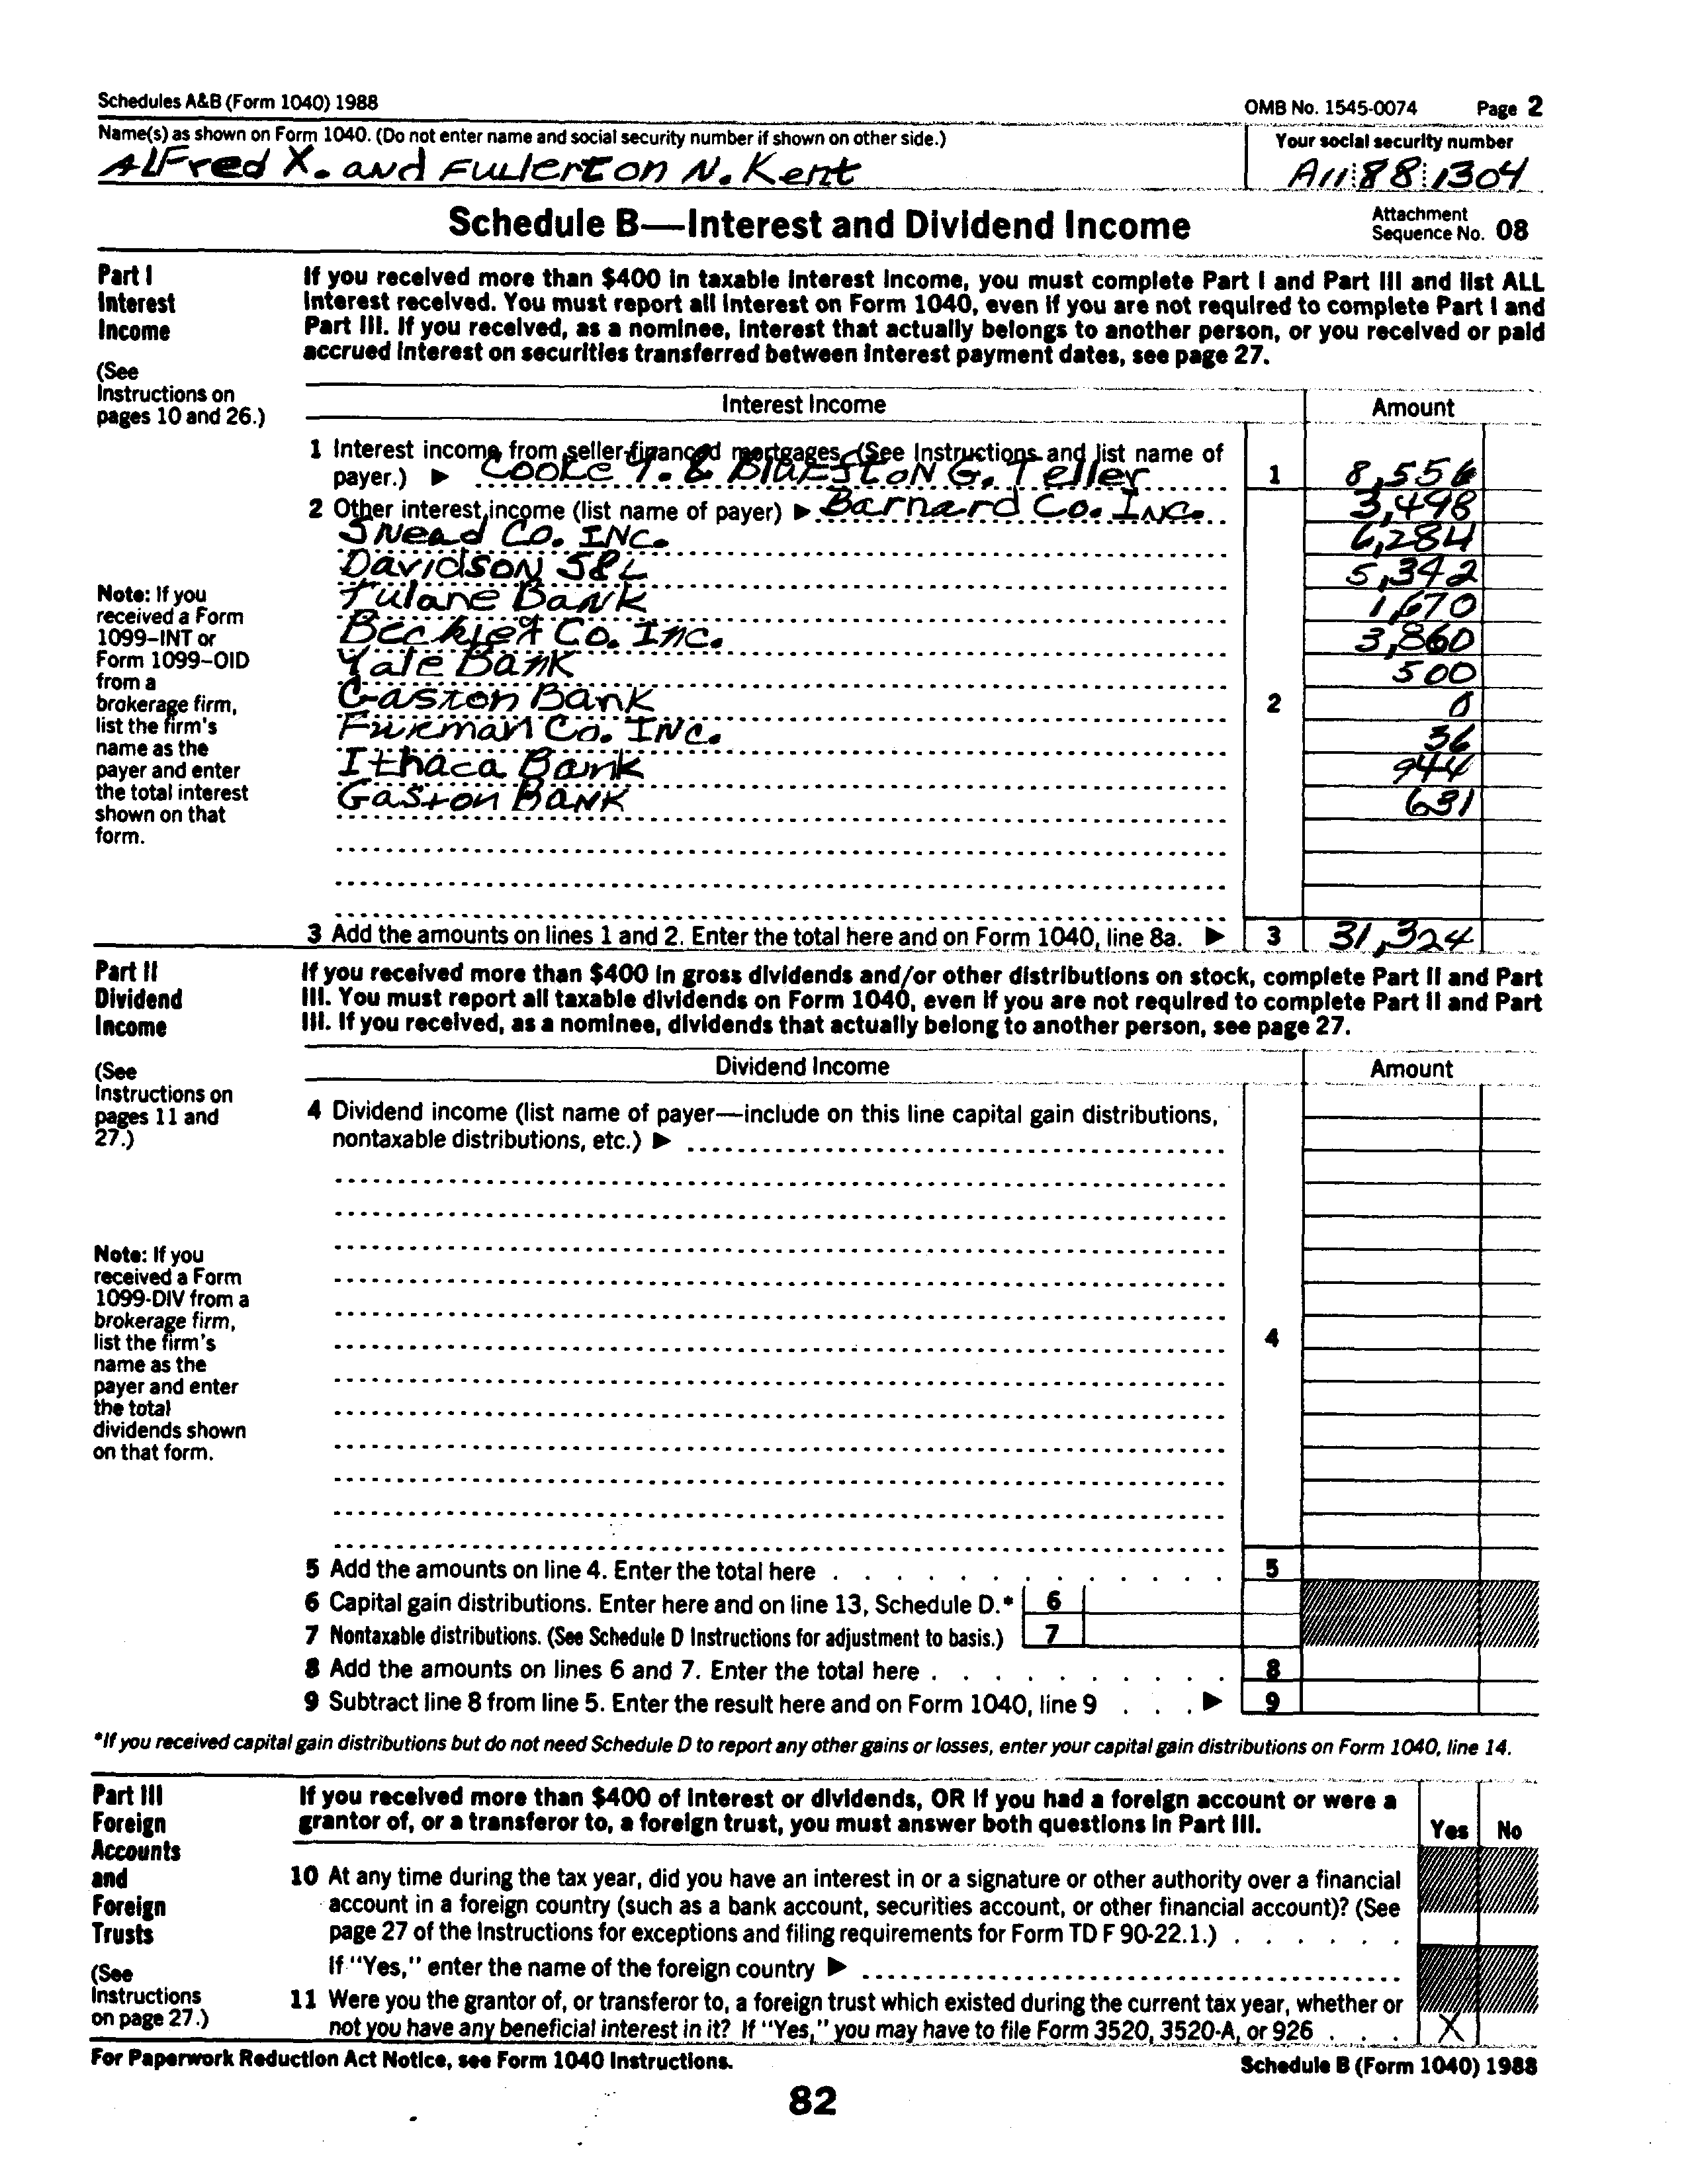 Schedules A&B (Form 1040) 1988 OMB No. 1545-0074 Page 2
Name(s) as shown on Form 1040. (Do not enter name and social security number if shown on other side.) Your social security number
Alfred X. and Fullerton N. Kent A11 88 1304
Schedule B—Interest and Dividend Income Attachment Sequence No. 08
Part I
Interest
Income
(See
Instructions on
pages 10 and 26.)
If you received more than $400 in taxable interest income, you must complete Part I and Part III and list ALL
interest received. You must report all interest on Form 1040, even if you are not required to complete Part I and
Part III. If you received, as a nominee, interest that actually belongs to another person, or you received or paid
accrued interest on securities transferred between interest payment dates, see page 27.
Interest Income Amount
1 Interest income from seller-financed mortgages. (See Instructions and list name of
payer.) ▶ Cooke T. & Bluffton G. Teller 1 8,556
2 Other interest income (list name of payer) ▶ Barnard Co. Inc. 3,498
Snead Co. INC. 6,284
Davidson S&L 5,342
Tulane Bank 1,670
Co. Inc. 3,860
Yale Bank 500
Gaston Bank 2 0
Furman Co. INC. 36
Ithaca Bank 944
Gaston Bank 631
Note: If you
received a Form
1099–INT or
Form 1099–OID
from a
brokerage firm,
list the firm's
name as the
payer and enter
the total interest
shown on that
form.
3 Add the amounts on lines 1 and 2. Enter the total here and on Form 1040, line 8a. ▶ 3 31,324
Part II
Dividend
Income
(See
Instructions on
pages 11 and
27.)
If you received more than $400 in gross dividends and/or other distributions on stock, complete Part II and Part
III. You must report all taxable dividends on Form 1040, even if you are not required to complete Part II and Part
III. If you received, as a nominee, dividends that actually belong to another person, see page 27.
Dividend Income Amount
4 Dividend income (list name of payer—include on this line capital gain distributions,
nontaxable distributions, etc.) ▶
4
Note: If you
received a Form
1099-DIV from a
brokerage firm,
list the firm's
name as the
payer and enter
the total
dividends shown
on that form.
5 Add the amounts on line 4. Enter the total here 5
6 Capital gain distributions. Enter here and on line 13, Schedule D.* 6
7 Nontaxable distributions. (See Schedule D Instructions for adjustment to basis.) 7
8 Add the amounts on lines 6 and 7. Enter the total here 8
9 Subtract line 8 from line 5. Enter the result here and on Form 1040, line 9 ▶ 9
*If you received capital gain distributions but do not need Schedule D to report any other gains or losses, enter your capital gain distributions on Form 1040, line 14.
Part III
Foreign
Accounts
and
Foreign
Trusts
(See
Instructions
on page 27.)
If you received more than $400 of interest or dividends, OR if you had a foreign account or were a
grantor of, or a transferor to, a foreign trust, you must answer both questions in Part III. Yes No
10 At any time during the tax year, did you have an interest in or a signature or other authority over a financial
account in a foreign country (such as a bank account, securities account, or other financial account)? (See
page 27 of the Instructions for exceptions and filing requirements for Form TD F 90-22.1.)
If "Yes," enter the name of the foreign country ▶
11 Were you the grantor of, or transferor to, a foreign trust which existed during the current tax year, whether or
not you have any beneficial interest in it? If "Yes," you may have to file Form 3520, 3520-A, or 926 X
For Paperwork Reduction Act Notice, see Form 1040 Instructions. Schedule B (Form 1040) 1988
82